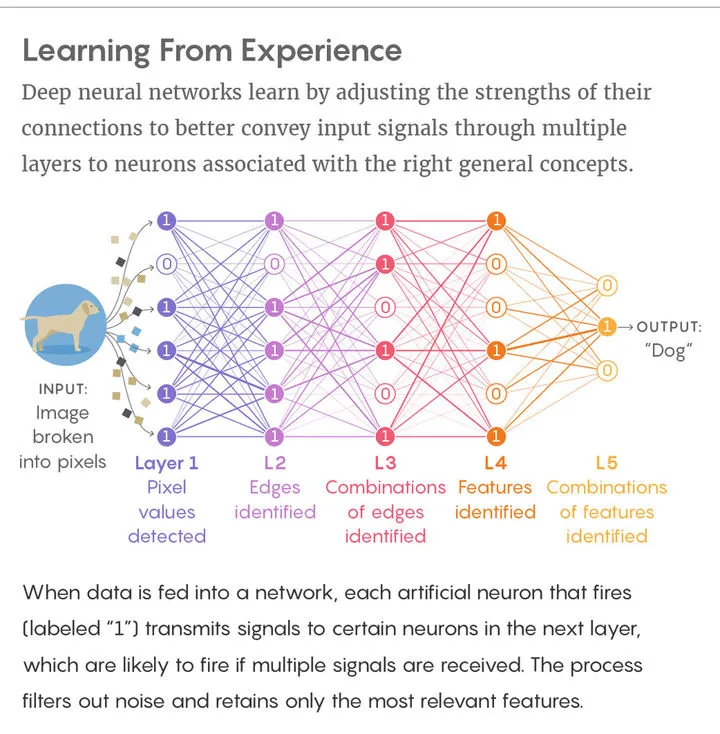 Learning From Experience
Deep neural networks learn by adjusting the strengths of their
connections to better convey input signals through multiple
layers to neurons associated with the right general concepts.
1 1 1 1
0 0 1 0
0
1 1 0 0
1 OUTPUT:
"Dog"
1 1 1 1
0
INPUT:
Image
broken
into pixels
1 1 0 0
1 1 1 1
Layer 1
Pixel
values
detected
L2
Edges
identified
L3
Combinations
of edges
identified
L4
Features
identified
L5
Combinations
of features
identified
When data is fed into a network, each artificial neuron that fires
(labeled “1”) transmits signals to certain neurons in the next layer,
which are likely to fire if multiple signals are received. The process
filters out noise and retains only the most relevant features.